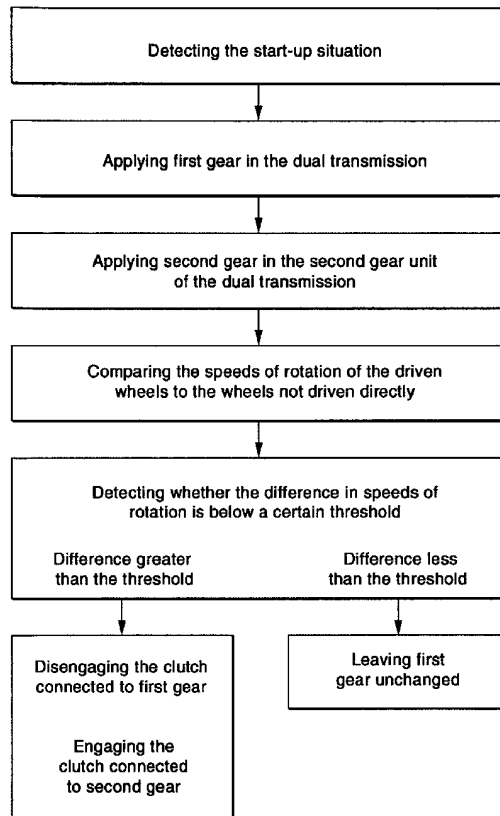 Detecting the start-up situation
Applying first gear in the dual transmission
Applying second gear in the second gear unit
of the dual transmission
Comparing the speeds of rotation of the driven
wheels to the wheels not driven directly
Detecting whether the difference in speeds of
rotation is below a certain threshold
Difference greater
than the threshold
Difference less
than the threshold
Disengaging the clutch
connected to first gear
Engaging the
clutch connected
to second gear
Leaving first
gear unchanged